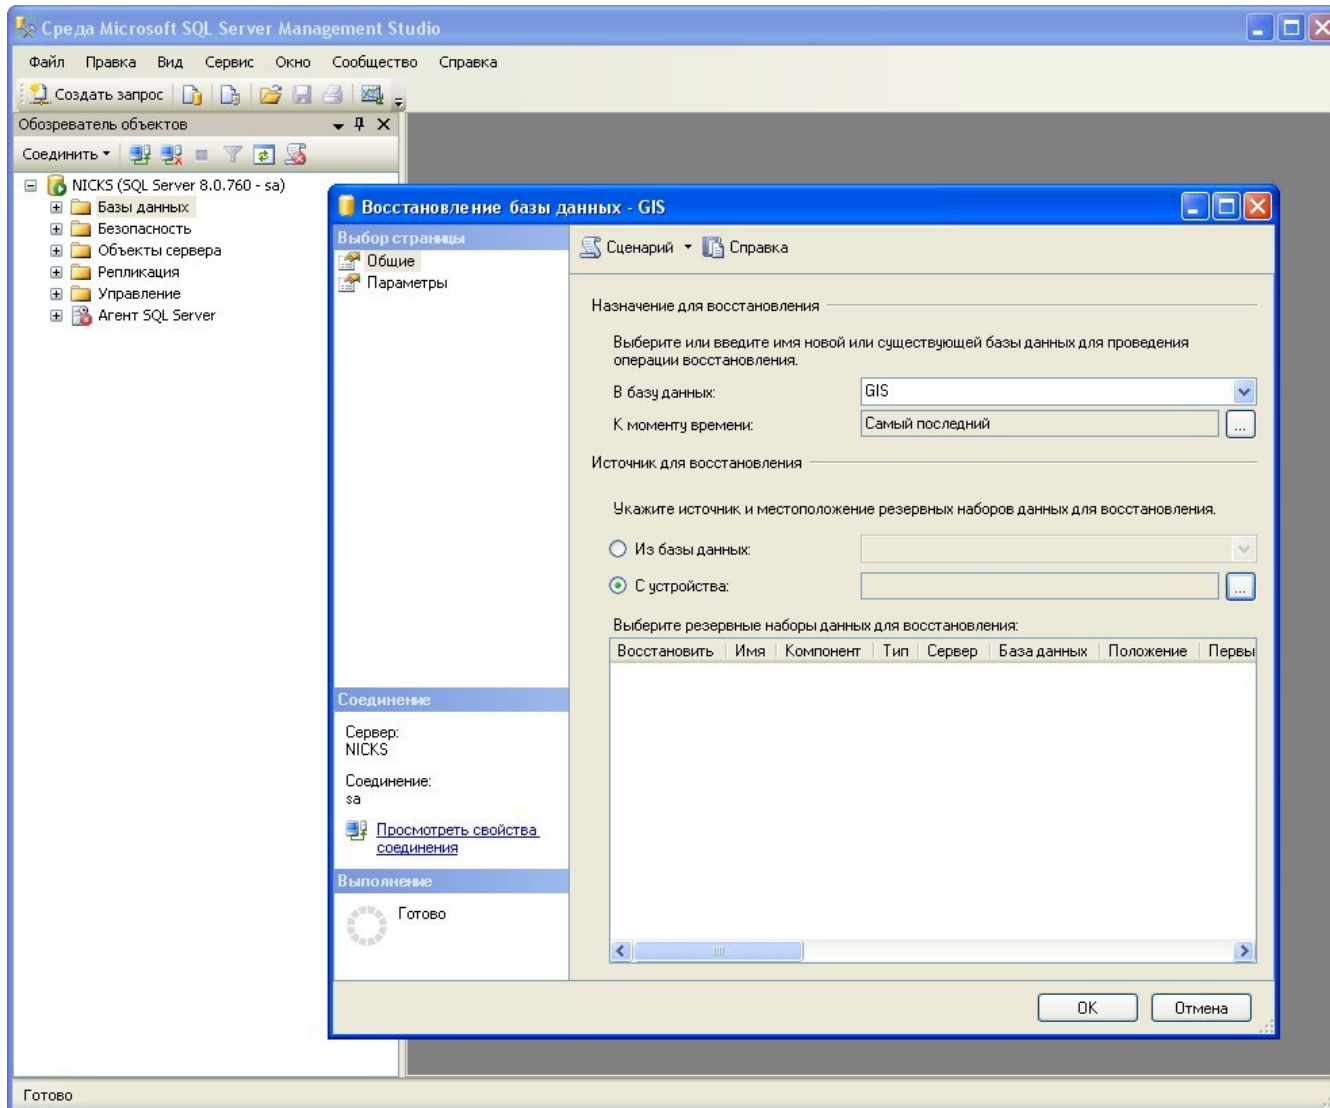 Среда Microsoft SQL Server Management Studio
Файл Правка Вид Сервис Окно Сообщество Справка
Создать запрос
Обозреватель объектов
Соединить
NICKS (SQL Server 8.0.760 - sa)
Базы данных
Безопасность
Объекты сервера
Репликация
Управление
Агент SQL Server
Восстановление базы данных - GIS
Выбор страницы
Общие
Параметры
Сценарий Справка
Назначение для восстановления
Выберите или введите имя новой или существующей базы данных для проведения
операции восстановления.
В базу данных: GIS
К моменту времени: Самый последний ...
Источник для восстановления
Укажите источник и местоположение резервных наборов данных для восстановления.
Из базы данных:
С устройства: ...
Выберите резервные наборы данных для восстановления:
Восстановить Имя Компонент Тип Сервер База данных Положение Первы
Соединение
Сервер:
NICKS
Соединение:
sa
Просмотреть свойства
соединения
Выполнение
Готово
OK Отмена
Готово